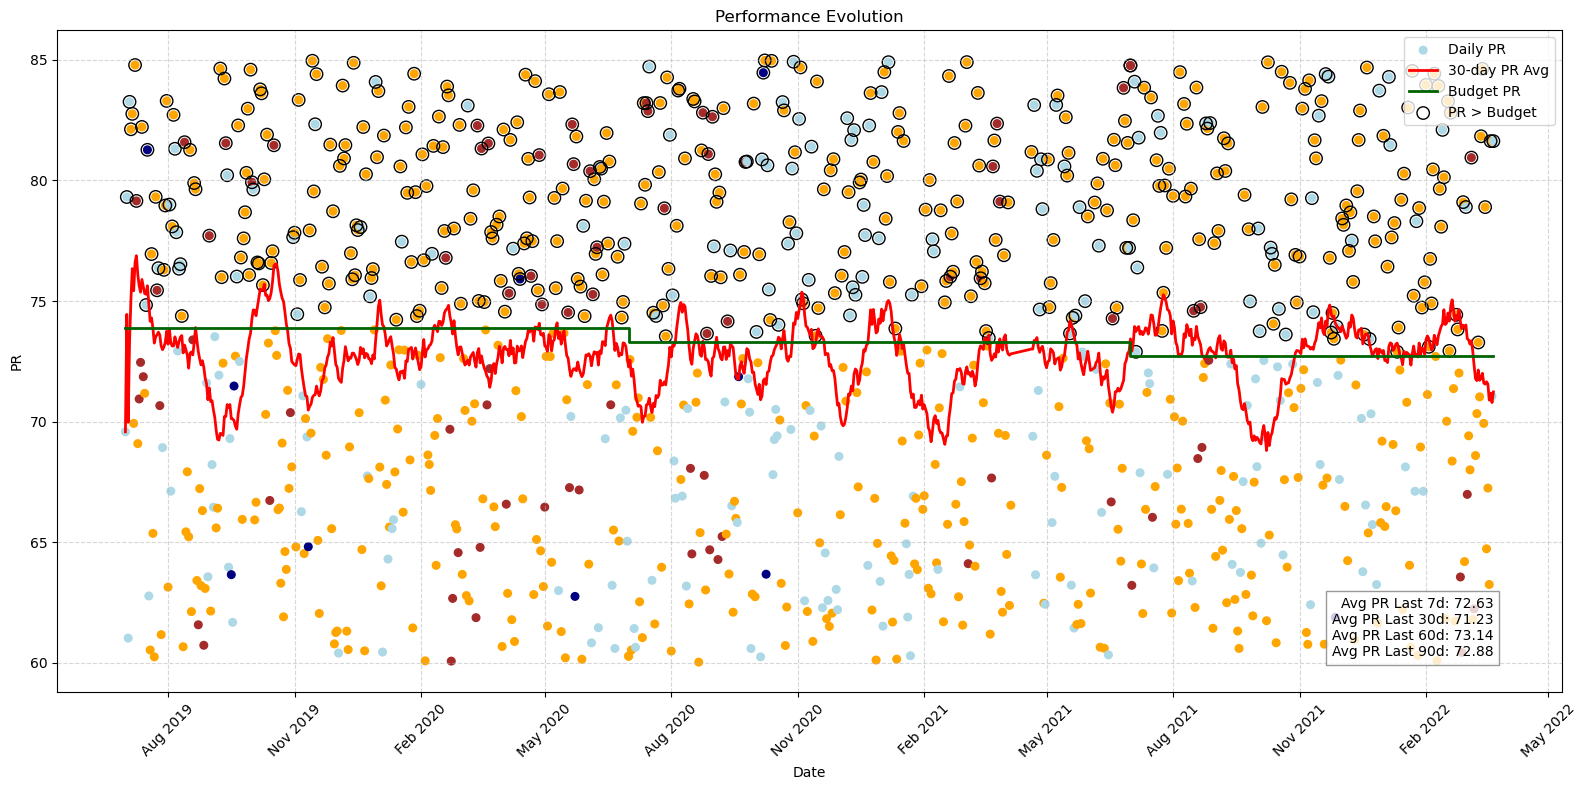 Performance Evolution
Daily PR
30-day PR Avg
Budget PR
PR > Budget
85
80
75
70
65
60
PR
Avg PR Last 7d: 72.63
Avg PR Last 30d: 71.23
Avg PR Last 60d: 73.14
Avg PR Last 90d: 72.88
Aug 2019
Nov 2019
Feb 2020
May 2020
Aug 2020
Nov 2020
Feb 2021
May 2021
Aug 2021
Nov 2021
Feb 2022
May 2022
Date